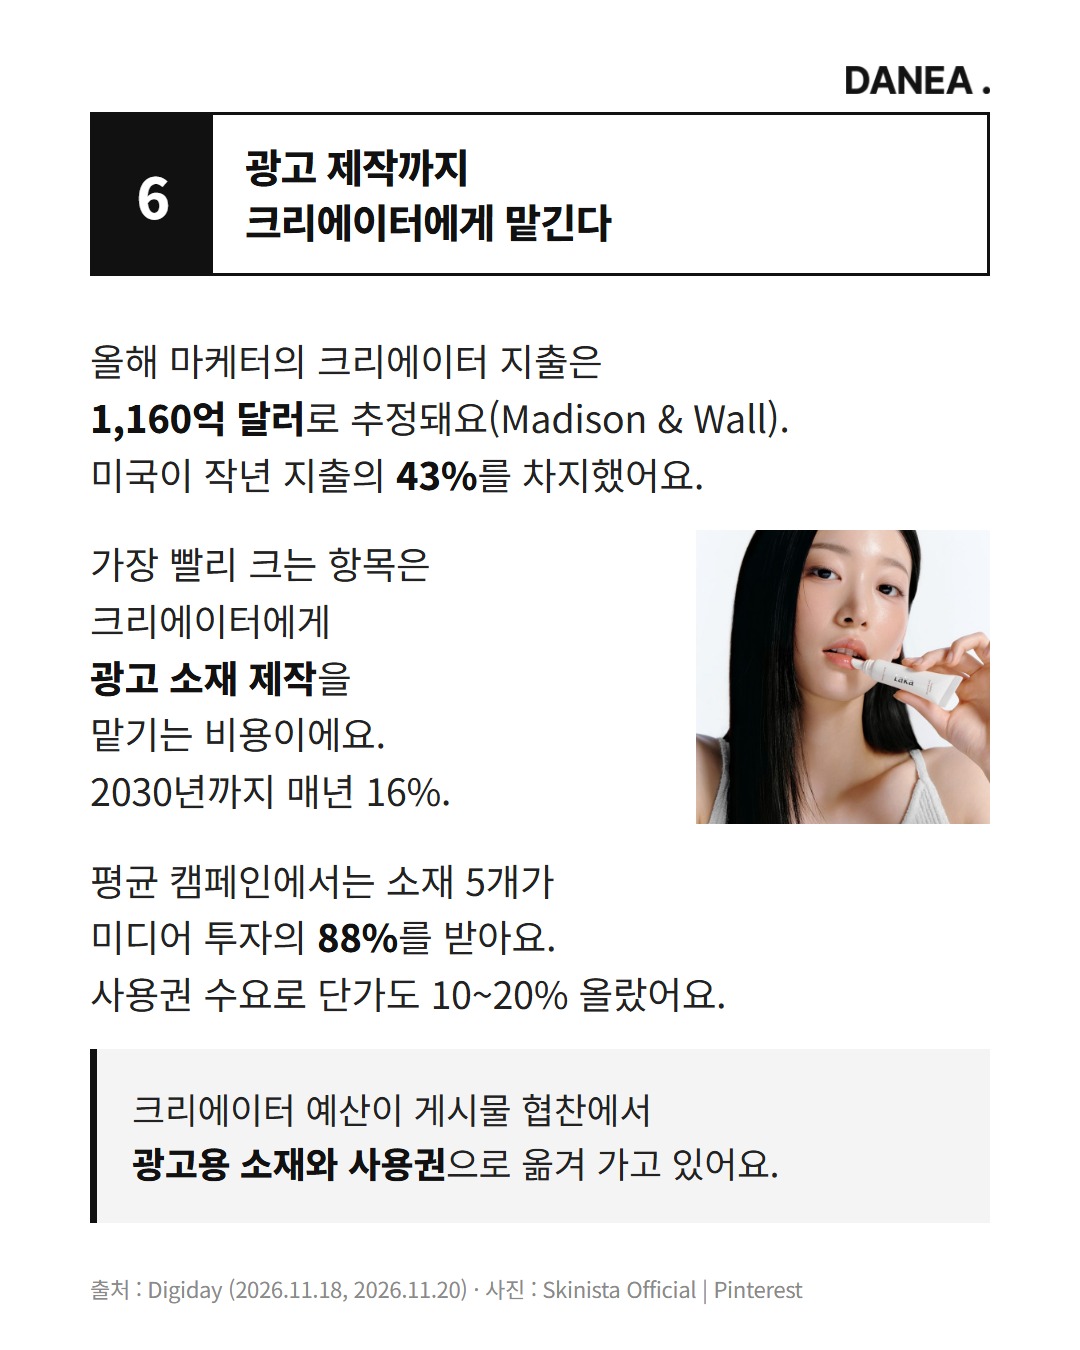 DANEA .
6
광고 제작까지
크리에이터에게 맡긴다
올해 마케터의 크리에이터 지출은
1,160억 달러로 추정돼요(Madison & Wall).
미국이 작년 지출의 43%를 차지했어요.
가장 빨리 크는 항목은
크리에이터에게
광고 소재 제작을
맡기는 비용이에요.
2030년까지 매년 16%.
laka
평균 캠페인에서는 소재 5개가
미디어 투자의 88%를 받아요.
사용권 수요로 단가도 10~20% 올랐어요.
크리에이터 예산이 게시물 협찬에서
광고용 소재와 사용권으로 옮겨 가고 있어요.
출처 : Digiday (2026.11.18, 2026.11.20) · 사진 : Skinista Official | Pinterest